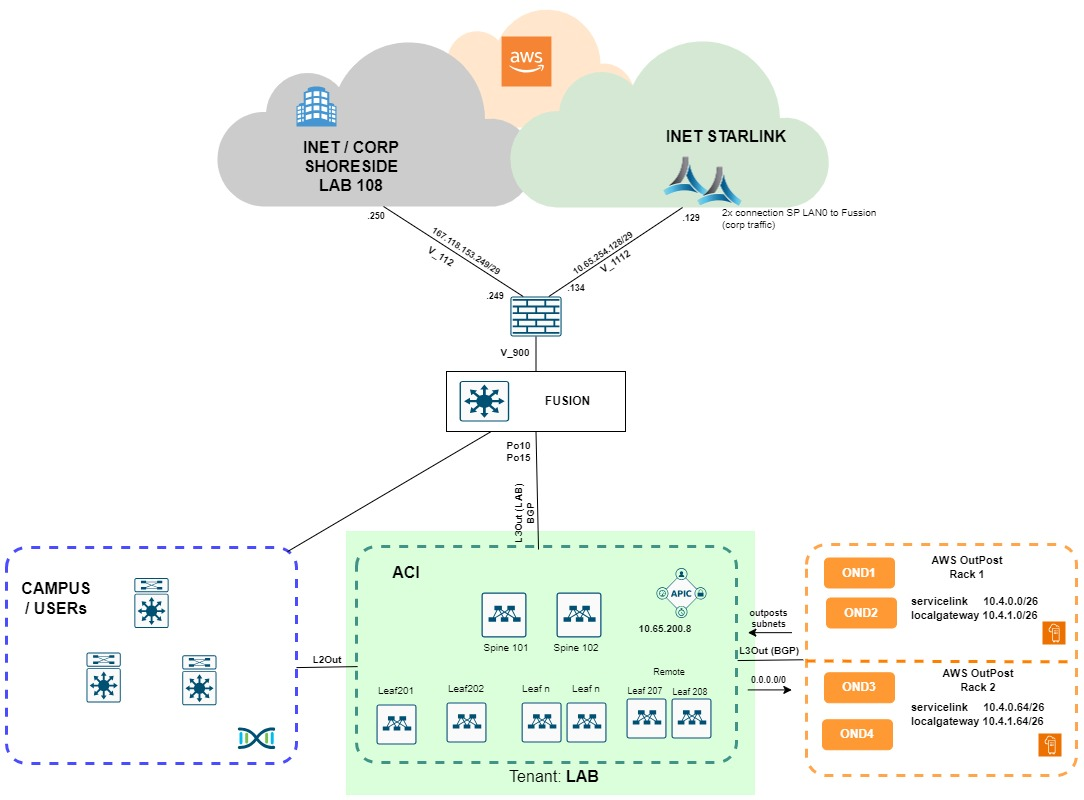 aws
INET / CORP
SHORESIDE
LAB 108
INET STARLINK
2x connection SP LAN0 to Fussion
(corp traffic)
.250
.129
167.118.153.249/29
V_112
10.65.254.128/29
V_1112
.249
.134
V_900
FUSION
Po10
Po15
L3Out (LAB)
BGP
CAMPUS
/ USERs
L2Out
ACI
APIC
10.65.200.8
Spine 101
Spine 102
Remote
Leaf201
Leaf202
Leaf n
Leaf n
Leaf 207
Leaf 208
Tenant: LAB
outposts
subnets
L3Out (BGP)
0.0.0.0/0
OND1
OND2
AWS OutPost
Rack 1
servicelink 10.4.0.0/26
localgateway 10.4.1.0/26
OND3
OND4
AWS OutPost
Rack 2
servicelink 10.4.0.64/26
localgateway 10.4.1.64/26